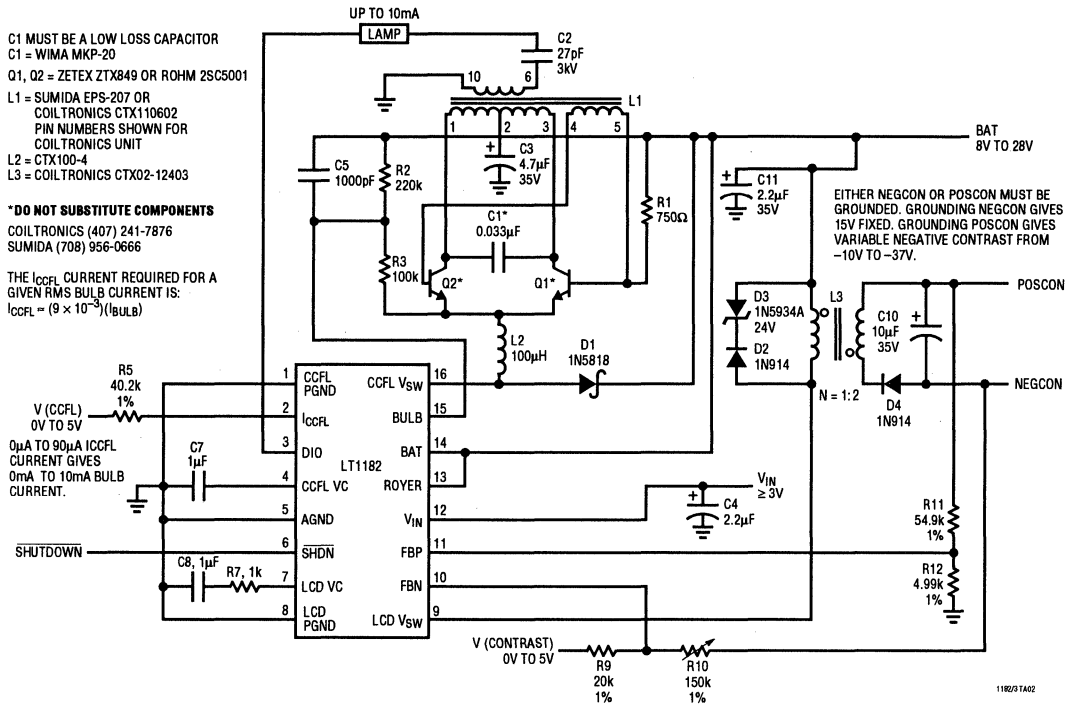 C1 MUST BE A LOW LOSS CAPACITOR
C1 = WIMA MKP-20
Q1, Q2 = ZETEX ZTX849 OR ROHM 2SC5001
L1 = SUMIDA EPS-207 OR
COILTRONICS CTX110602
PIN NUMBERS SHOWN FOR
COILTRONICS UNIT
L2 = CTX100-4
L3 = COILTRONICS CTX02-12403
*DO NOT SUBSTITUTE COMPONENTS
COILTRONICS (407) 241-7876
SUMIDA (708) 956-0666
THE ICCFL CURRENT REQUIRED FOR A
GIVEN RMS BULB CURRENT IS:
ICCFL ≈ (9 × 10⁻³)(IBULB)
UP TO 10mA
LAMP
C2
27pF
3kV
10
6
L1
1
2
3
4
5
BAT
8V TO 28V
C5
1000pF
R2
220k
+
C3
4.7µF
35V
R1
750Ω
+
C11
2.2µF
35V
EITHER NEGCON OR POSCON MUST BE
GROUNDED. GROUNDING NEGCON GIVES
15V FIXED. GROUNDING POSCON GIVES
VARIABLE NEGATIVE CONTRAST FROM
–10V TO –37V.
C1*
0.033µF
R3
100k
Q2*
Q1*
POSCON
D3
1N5934A
24V
L3
C10
10µF
35V
+
L2
100µH
D2
1N914
D1
1N5818
N = 1:2
D4
1N914
NEGCON
R5
40.2k
1%
V (CCFL)
0V TO 5V
0µA TO 90µA ICCFL
CURRENT GIVES
0mA TO 10mA BULB
CURRENT.
C7
1µF
SHUTDOWN
C8, 1µF
R7, 1k
LT1182
1 CCFL PGND
2 ICCFL
3 DIO
4 CCFL VC
5 AGND
6 SHDN
7 LCD VC
8 LCD PGND
CCFL VSW 16
BULB 15
BAT 14
ROYER 13
VIN 12
FBP 11
FBN 10
LCD VSW 9
VIN
≥ 3V
+
C4
2.2µF
R11
54.9k
1%
R12
4.99k
1%
V (CONTRAST)
0V TO 5V
R9
20k
1%
R10
150k
1%
1182/3 TA02